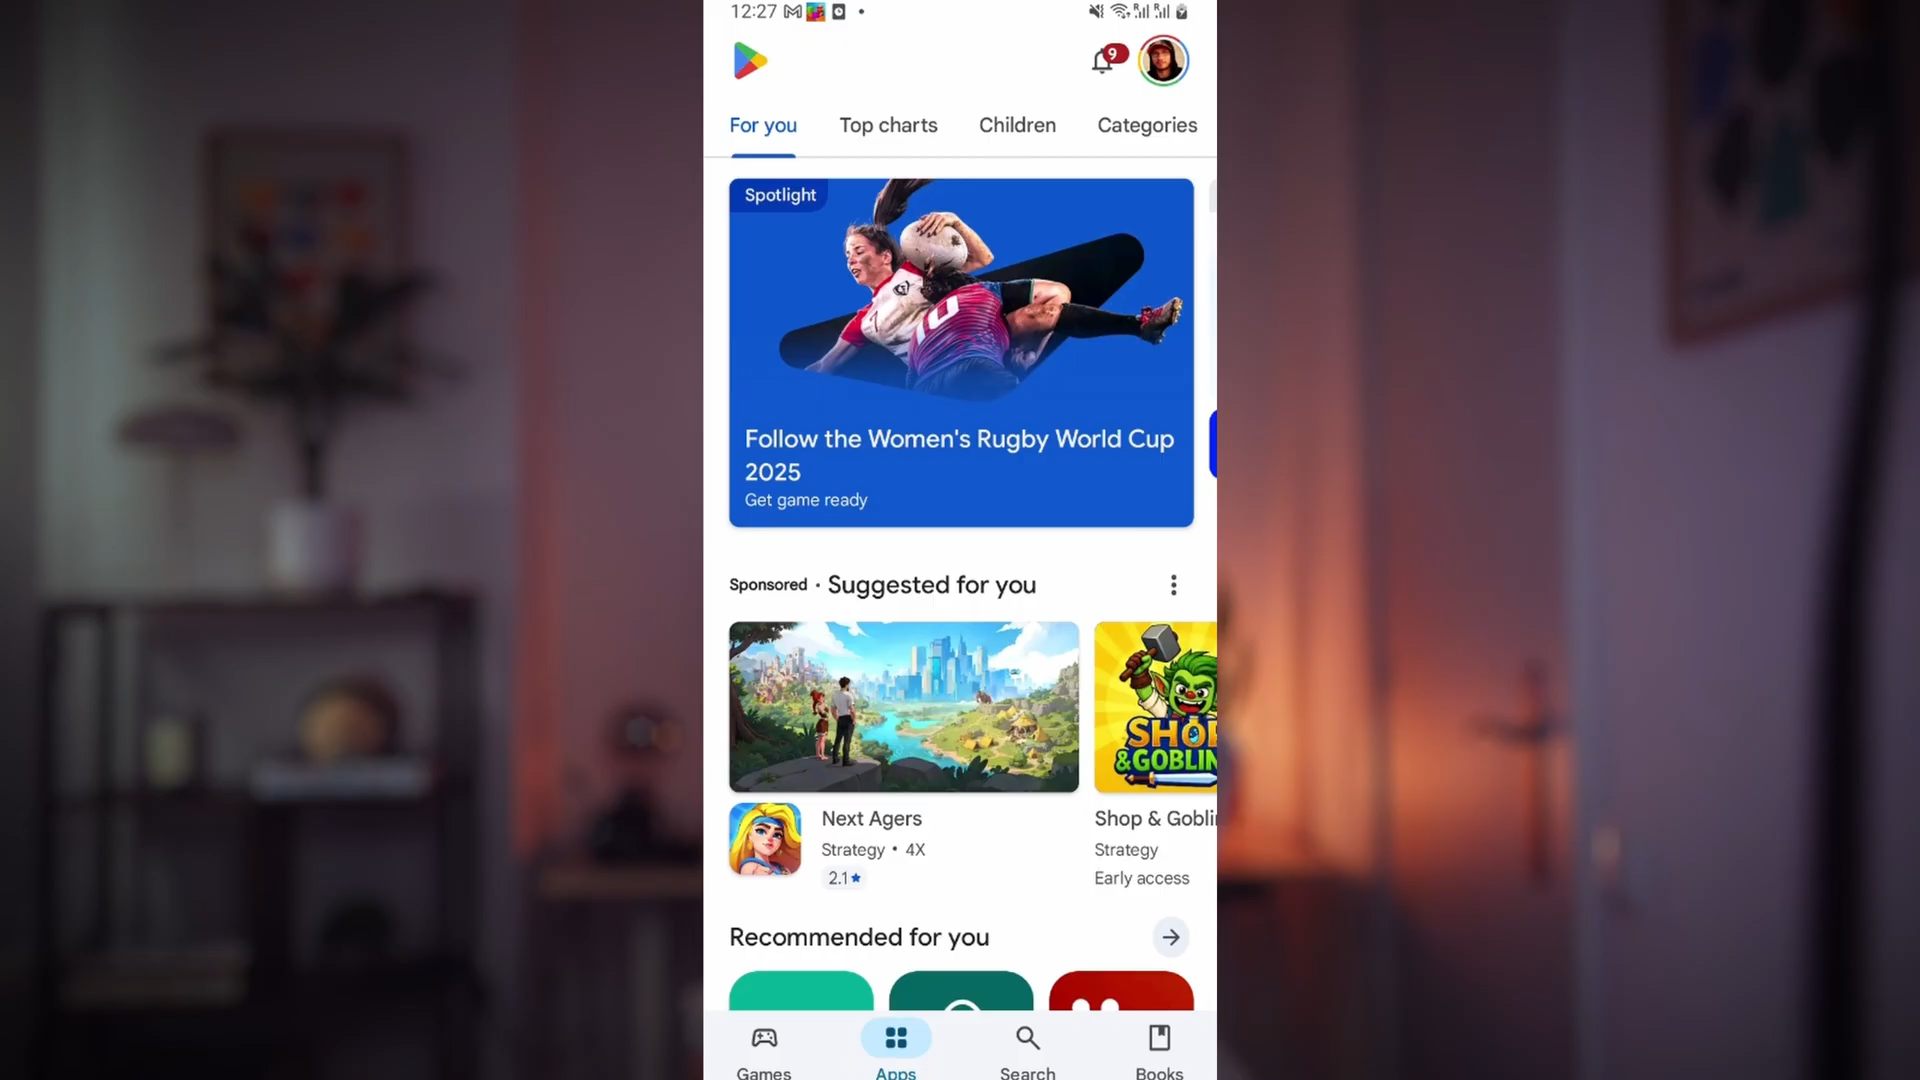 12:27
9
For you Top charts Children Categories
Spotlight
10
Follow the Women's Rugby World Cup
2025
Get game ready
Sponsored • Suggested for you
SHOP
& GOBLIN
Next Agers
Strategy • 4X
2.1★
Shop & Gobli
Strategy
Early access
Recommended for you
Games Apps Search Books